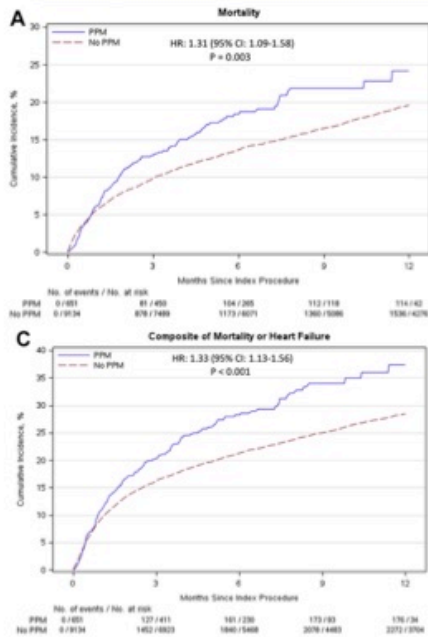 A
Mortality
PPM
No PPM
HR: 1.31 (95% CI: 1.09-1.58)
P = 0.003
Cumulative Incidence, %
30
25
20
15
10
5
0
0 3 6 9 12
Months Since Index Procedure
No. of events / No. at risk
PPM 0 / 651 81 / 450 104 / 265 112 / 118 114 / 42
No PPM 0 / 9134 878 / 7489 1173 / 6071 1360 / 5086 1536 / 4276
C
Composite of Mortality or Heart Failure
PPM
No PPM
HR: 1.33 (95% CI: 1.13-1.56)
P < 0.001
Cumulative Incidence, %
40
35
30
25
20
15
10
5
0
0 3 6 9 12
Months Since Index Procedure
No. of events / No. at risk
PPM 0 / 651 127 / 411 161 / 230 173 / 93 176 / 34
No PPM 0 / 9134 1452 / 6923 1840 / 5468 2078 / 4483 2272 / 3704